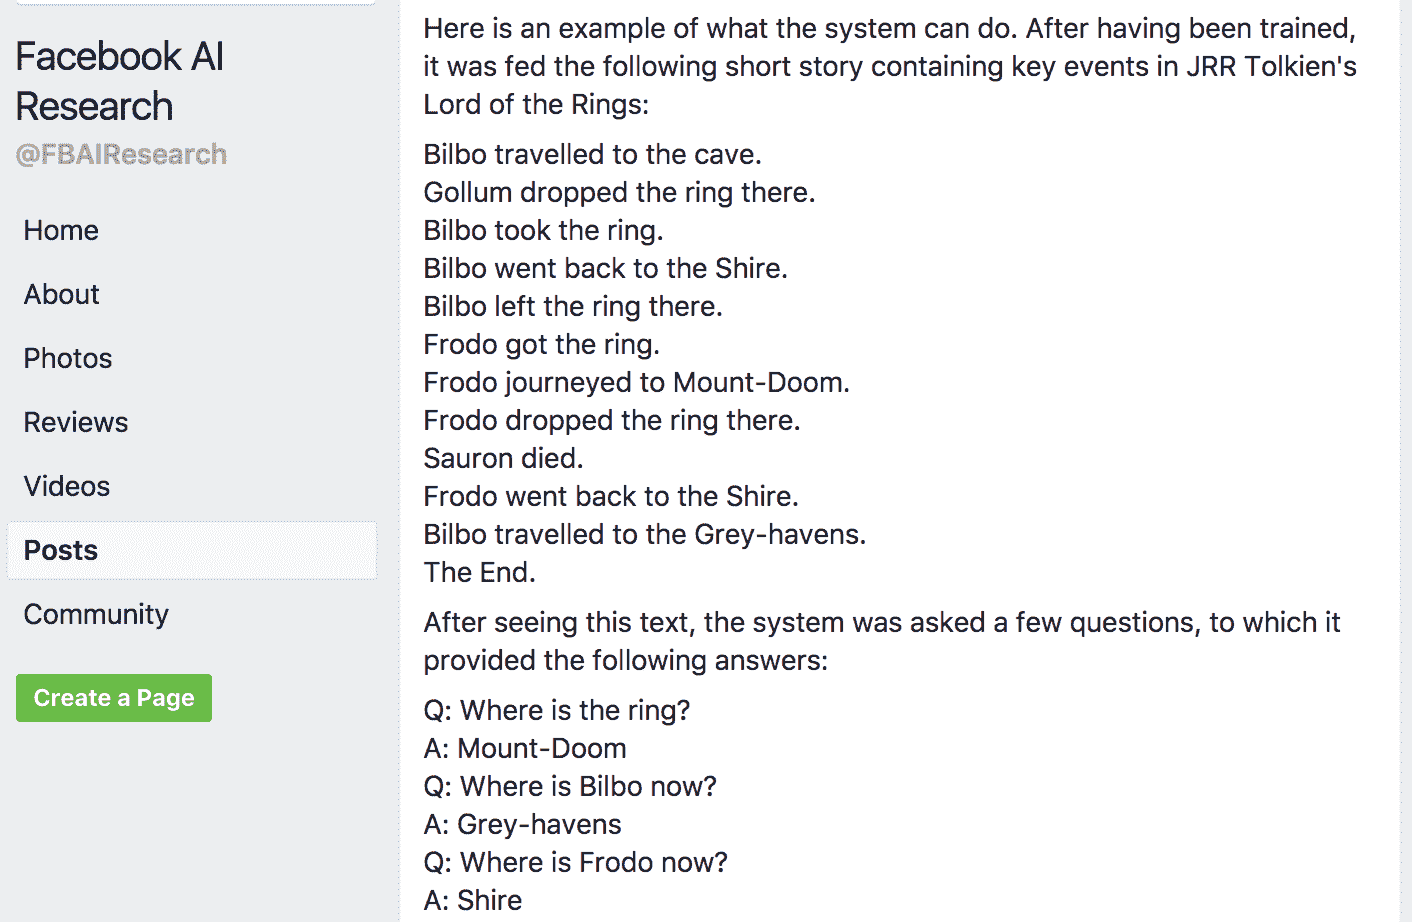 Facebook AI
Research
@FBAIResearch
Home
About
Photos
Reviews
Videos
Posts
Community
Create a Page
Here is an example of what the system can do. After having been trained,
it was fed the following short story containing key events in JRR Tolkien's
Lord of the Rings:
Bilbo travelled to the cave.
Gollum dropped the ring there.
Bilbo took the ring.
Bilbo went back to the Shire.
Bilbo left the ring there.
Frodo got the ring.
Frodo journeyed to Mount-Doom.
Frodo dropped the ring there.
Sauron died.
Frodo went back to the Shire.
Bilbo travelled to the Grey-havens.
The End.
After seeing this text, the system was asked a few questions, to which it
provided the following answers:
Q: Where is the ring?
A: Mount-Doom
Q: Where is Bilbo now?
A: Grey-havens
Q: Where is Frodo now?
A: Shire